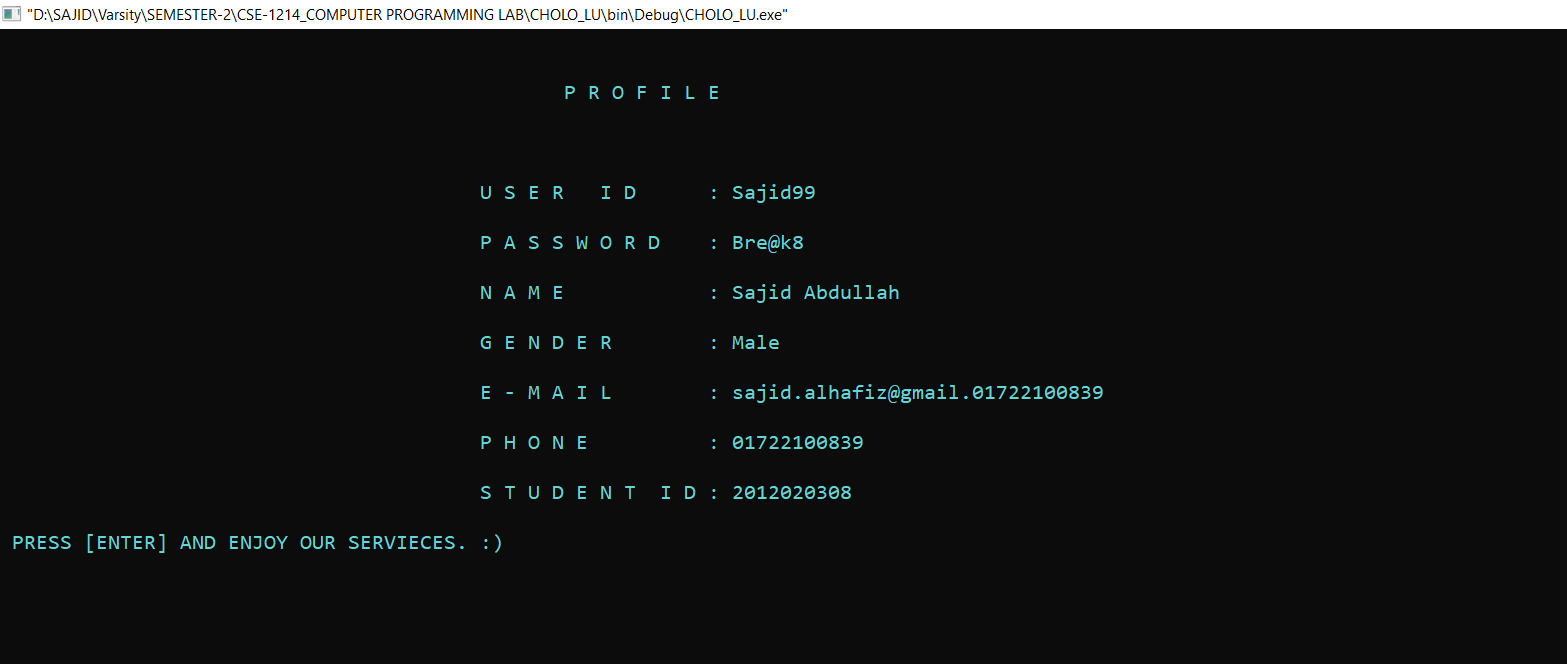 "D:\SAJID\Varsity\SEMESTER-2\CSE-1214_COMPUTER PROGRAMMING LAB\CHOLO_LU\bin\Debug\CHOLO_LU.exe"
P R O F I L E
U S E R   I D      : Sajid99
P A S S W O R D    : Bre@k8
N A M E            : Sajid Abdullah
G E N D E R        : Male
E - M A I L        : sajid.alhafiz@gmail.01722100839
P H O N E          : 01722100839
S T U D E N T  I D : 2012020308
PRESS [ENTER] AND ENJOY OUR SERVIECES. :)